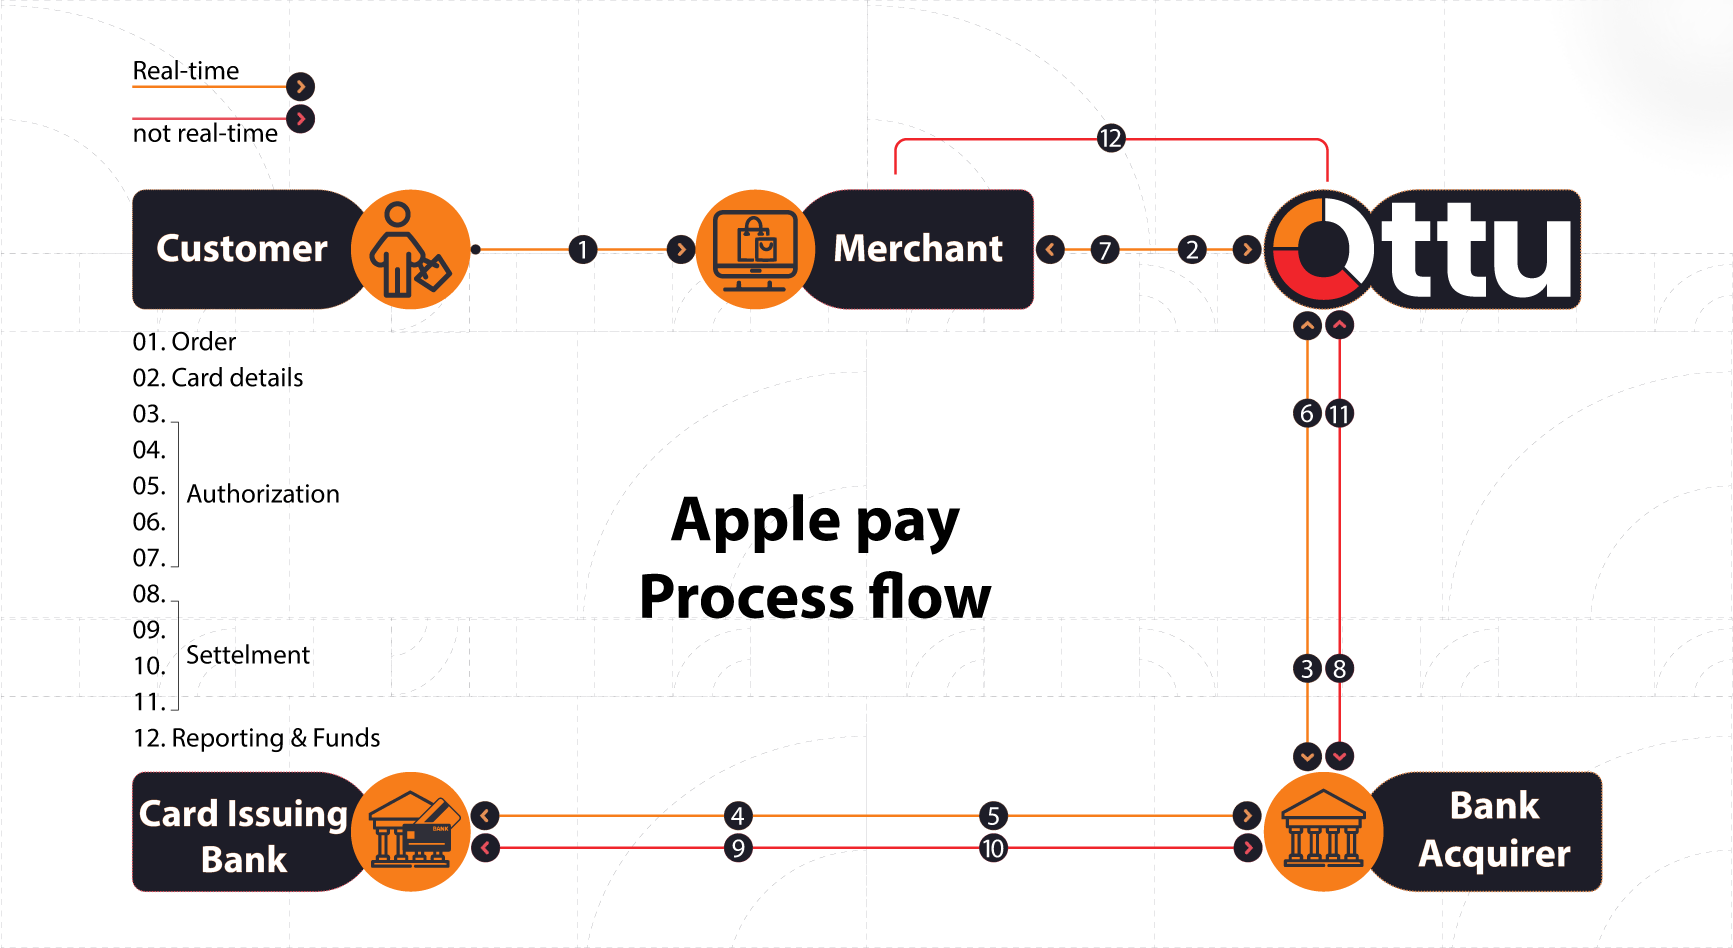 Real-time
not real-time
12
Customer
1
Merchant
7
2
Ottu
01. Order
02. Card details
03.
04.
05.
06.
07.
Authorization
08.
09.
10.
11.
Settelment
12. Reporting & Funds
Apple pay
Process flow
6
11
3
8
Card Issuing
Bank
BANK
4
5
9
10
Bank
Acquirer